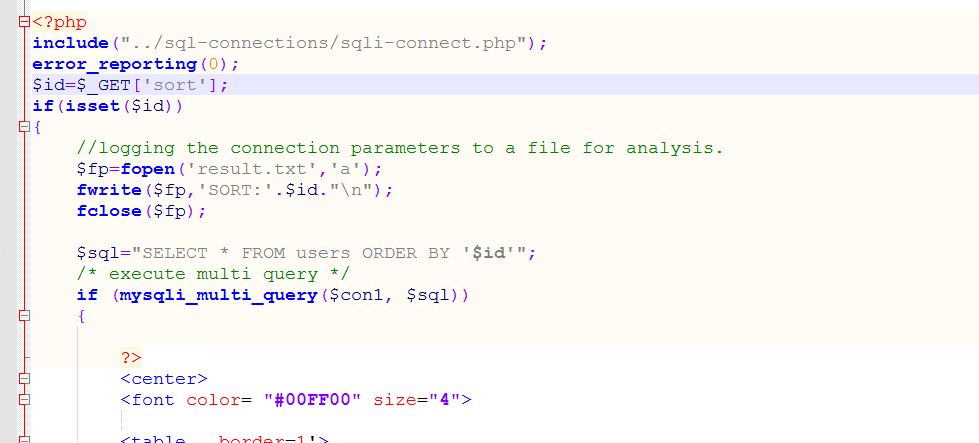 <?php
include("../sql-connections/sqli-connect.php");
error_reporting(0);
$id=$_GET['sort'];
if(isset($id))
{
//logging the connection parameters to a file for analysis.
$fp=fopen('result.txt','a');
fwrite($fp,'SORT:'.$id."\n");
fclose($fp);
$sql="SELECT * FROM users ORDER BY '$id'";
/* execute multi query */
if (mysqli_multi_query($con1, $sql))
{
?>
<center>
<font color= "#00FF00" size="4">
<table border=1'>